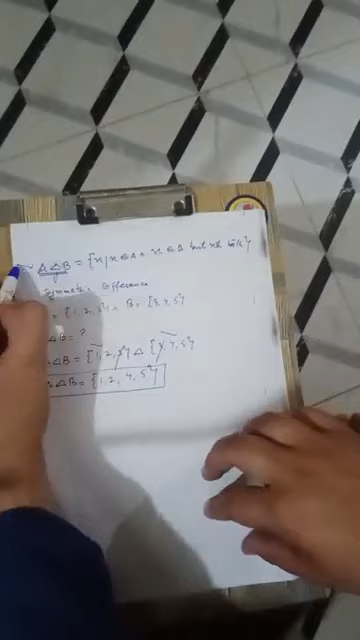 A△B = {x/x∈A ∧ x∈B but x∉
Symmetric Difference
= {1, 2, 3} ∧ B = {3, 4, 5}
△B = ?
△B = {1, 2, 3} △ {3, 4, 5}
△B = {1, 2, 4, 5}